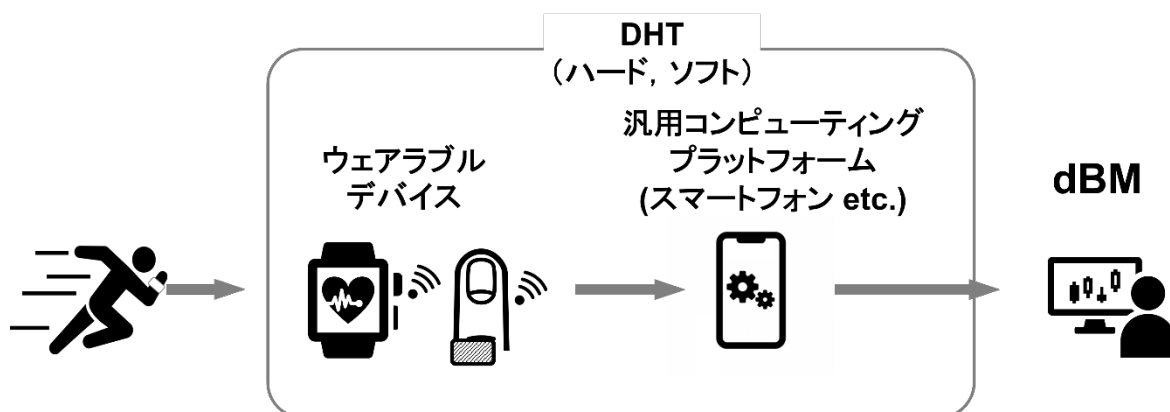 DHT
（ハード，ソフト）
ウェアラブル
デバイス
汎用コンピューティング
プラットフォーム
(スマートフォン etc.)
dBM